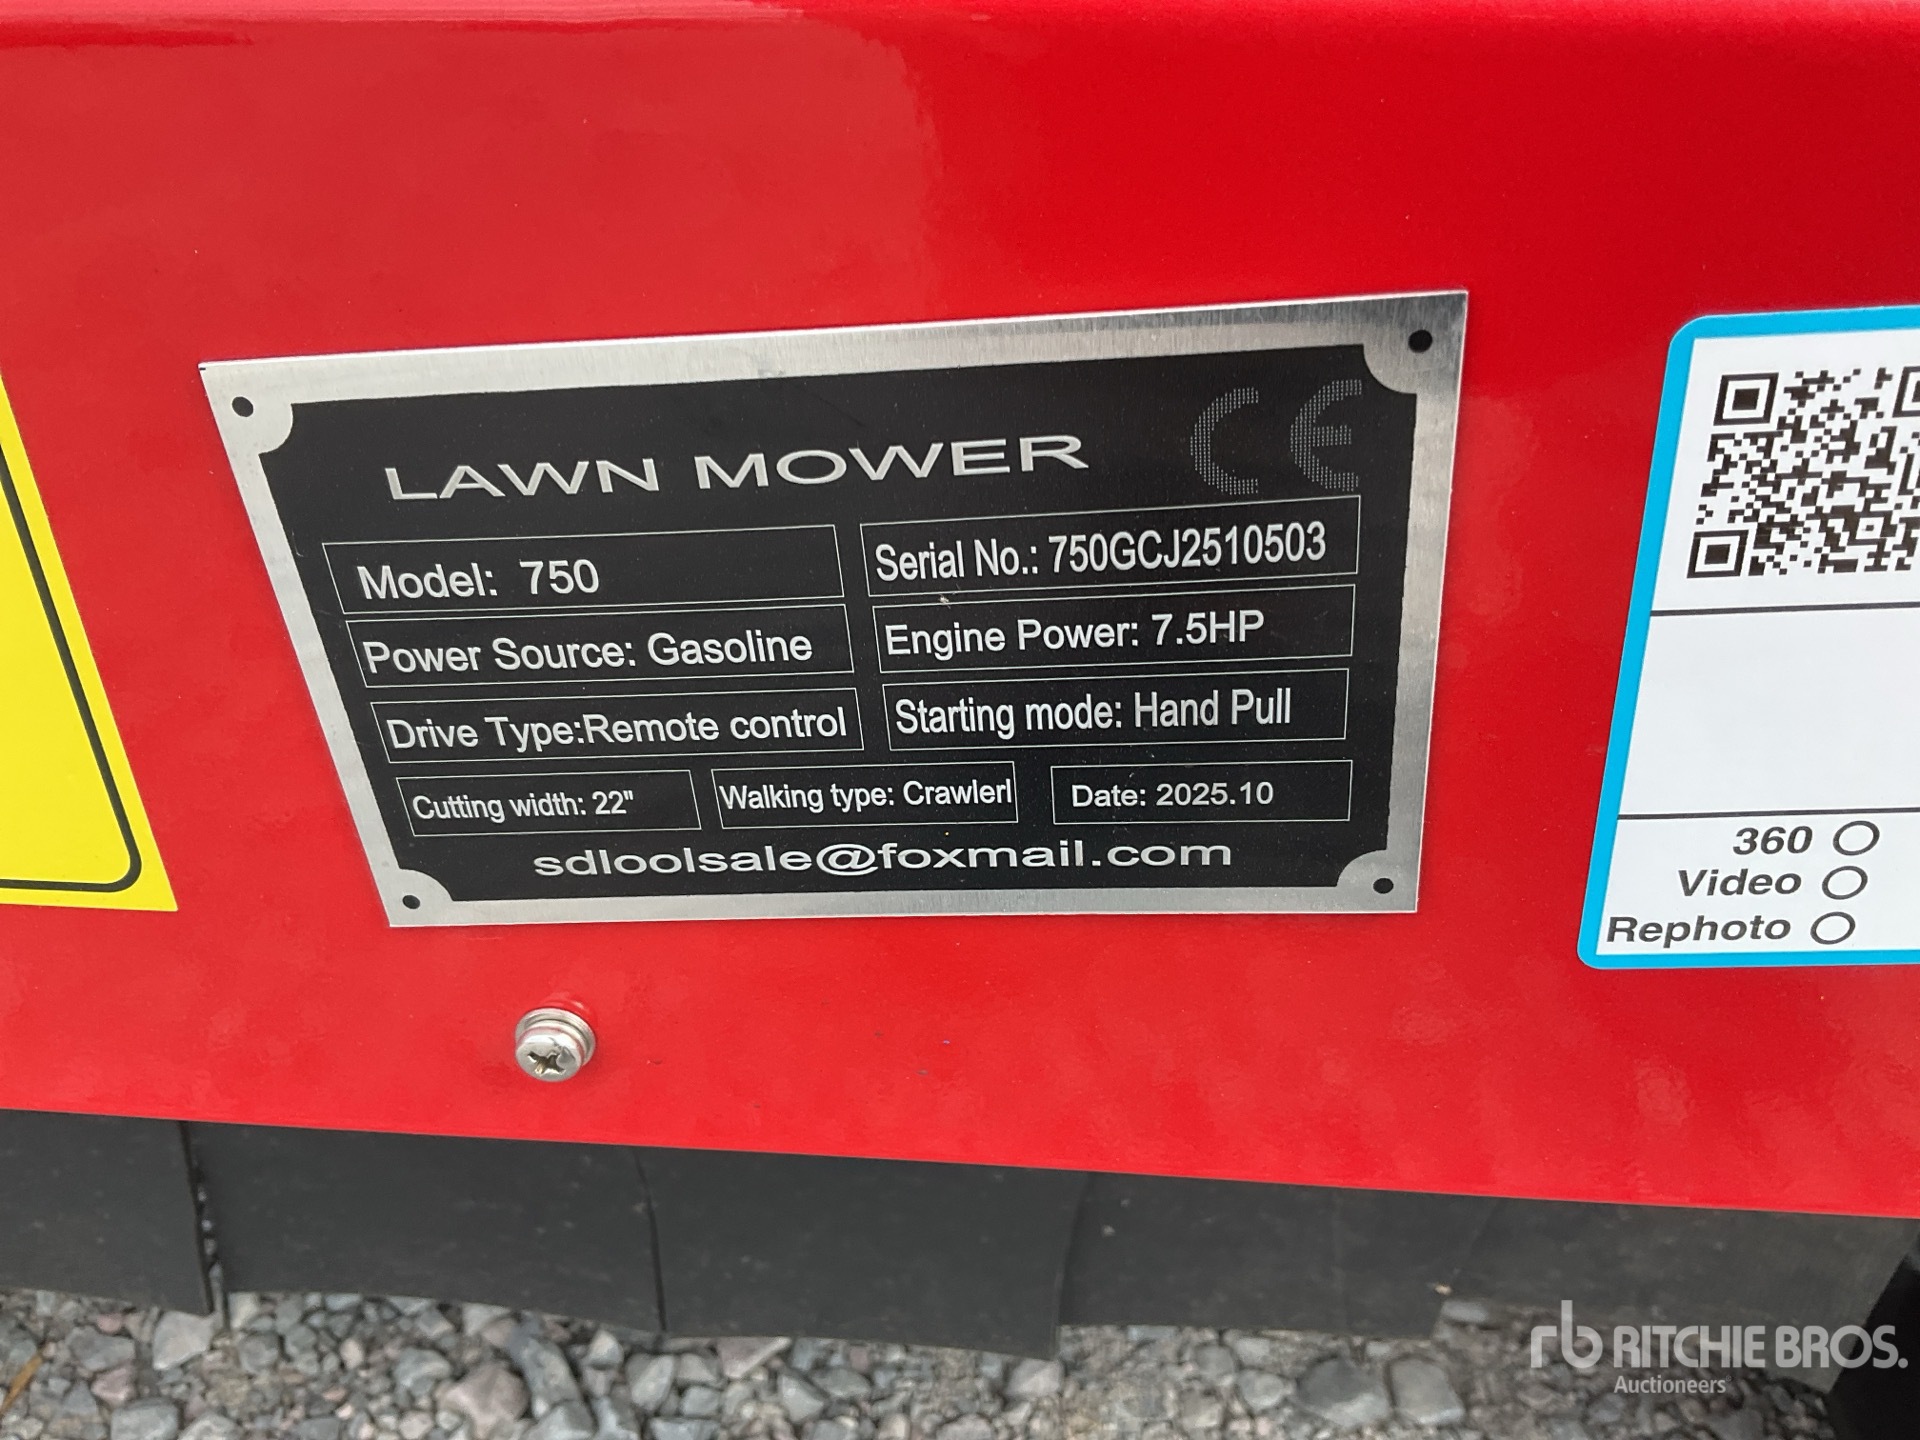 LAWN MOWER
CE
Model: 750
Serial No.: 750GCJ2510503
Power Source: Gasoline
Engine Power: 7.5HP
Drive Type:Remote control
Starting mode: Hand Pull
Cutting width: 22"
Walking type: Crawlerl
Date: 2025.10
sdloolsale@foxmail.com
360
Video
Rephoto
rb RITCHIE BROS.
Auctioneers